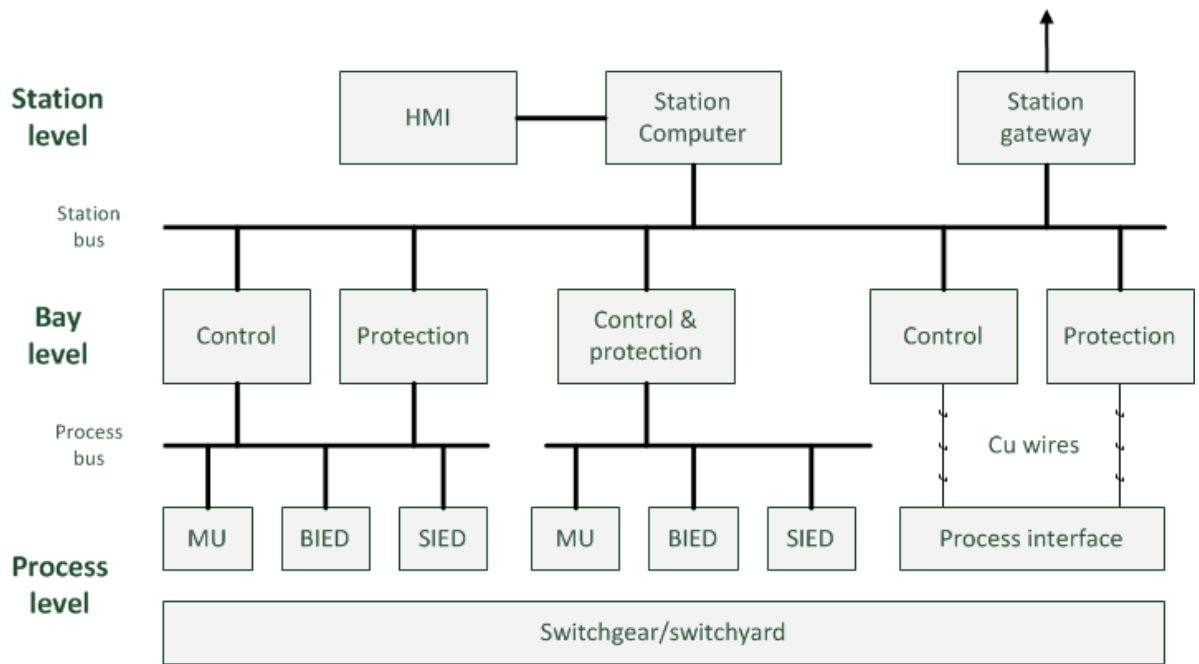 Station
level
HMI
Station
Computer
Station
gateway
Station
bus
Bay
level
Control
Protection
Control &
protection
Control
Protection
Process
bus
Cu wires
MU
BIED
SIED
MU
BIED
SIED
Process interface
Process
level
Switchgear/switchyard